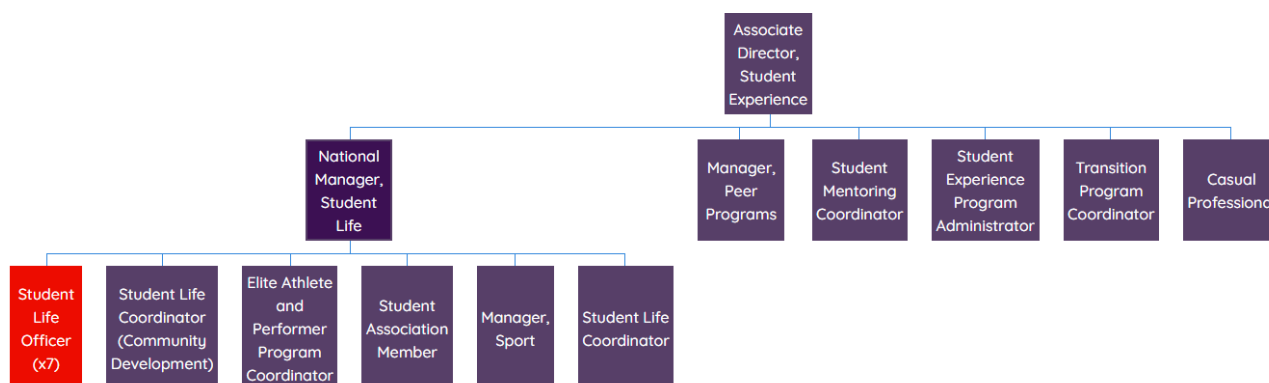 Associate
Director,
Student
Experience
National
Manager,
Student
Life
Manager,
Peer
Programs
Student
Mentoring
Coordinator
Student
Experience
Program
Administrator
Transition
Program
Coordinator
Casual
Professiona
Student
Life
Officer
(x7)
Student Life
Coordinator
(Community
Development)
Elite Athlete
and
Performer
Program
Coordinator
Student
Association
Member
Manager,
Sport
Student Life
Coordinator